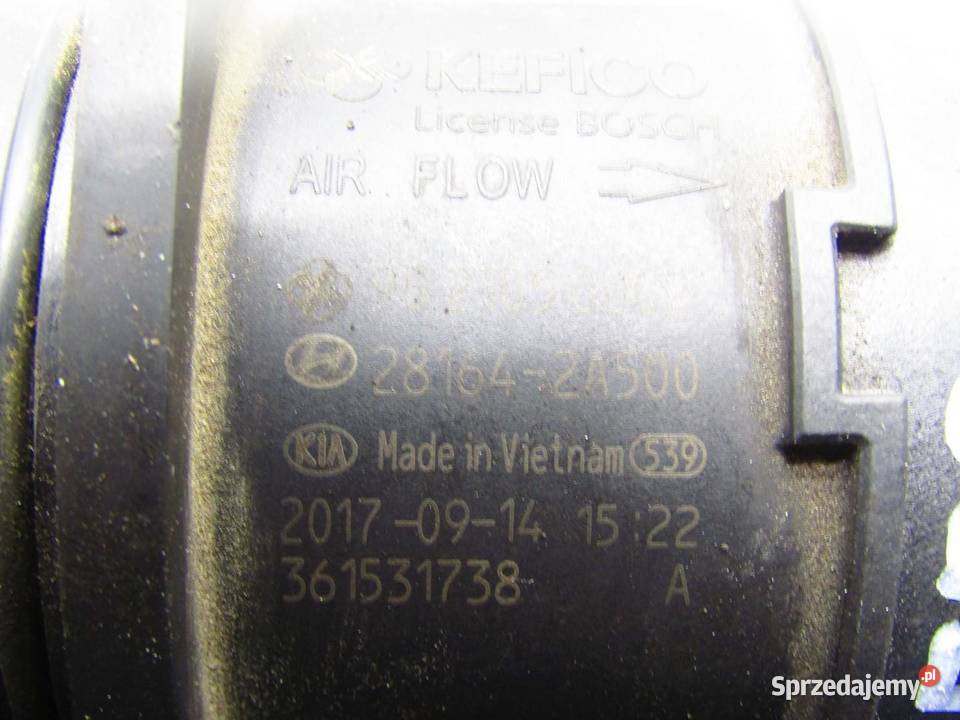 KEFICO
License BOSCH
AIR FLOW
28164-2A500
KIA Made in Vietnam 539
2017-09-14 15:22
361531738 A
Sprzedajemy.pl